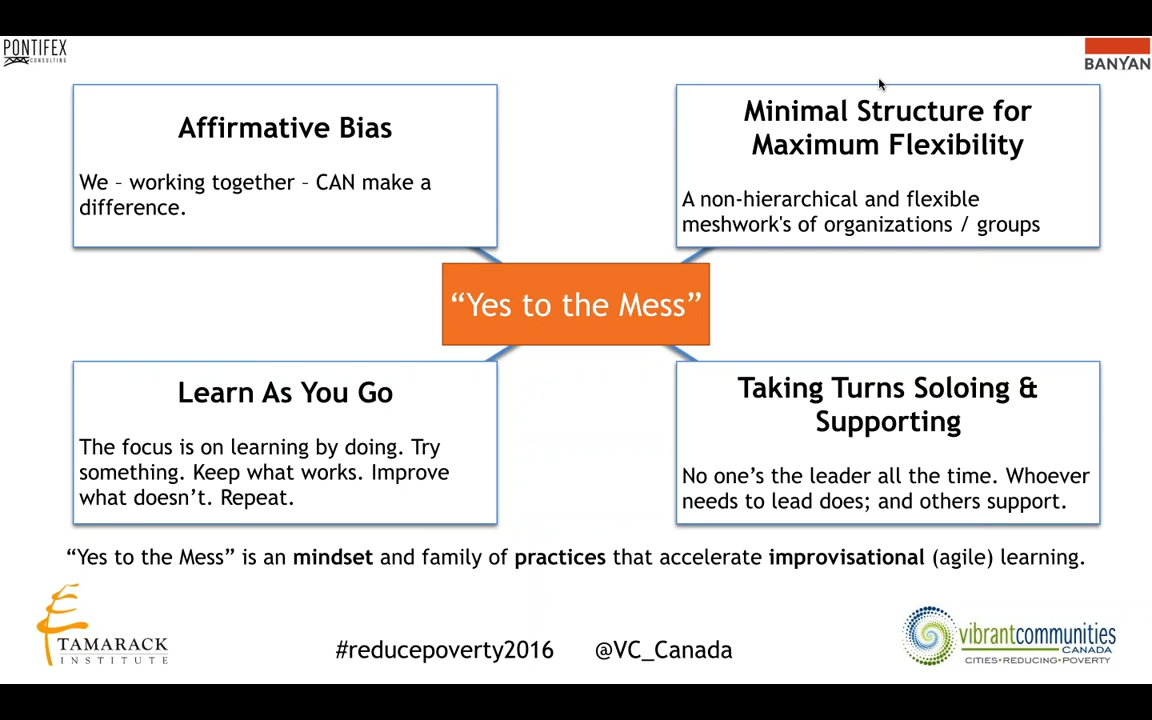 PONTIFEX
CONSULTING
BANYAN
Affirmative Bias
We – working together – CAN make a
difference.
Minimal Structure for
Maximum Flexibility
A non-hierarchical and flexible
meshwork's of organizations / groups
“Yes to the Mess”
Learn As You Go
The focus is on learning by doing. Try
something. Keep what works. Improve
what doesn’t. Repeat.
Taking Turns Soloing &
Supporting
No one’s the leader all the time. Whoever
needs to lead does; and others support.
“Yes to the Mess” is an mindset and family of practices that accelerate improvisational (agile) learning.
TAMARACK
INSTITUTE
#reducepoverty2016 @VC_Canada
vibrantcommunities
CANADA
CITIES•REDUCING•POVERTY